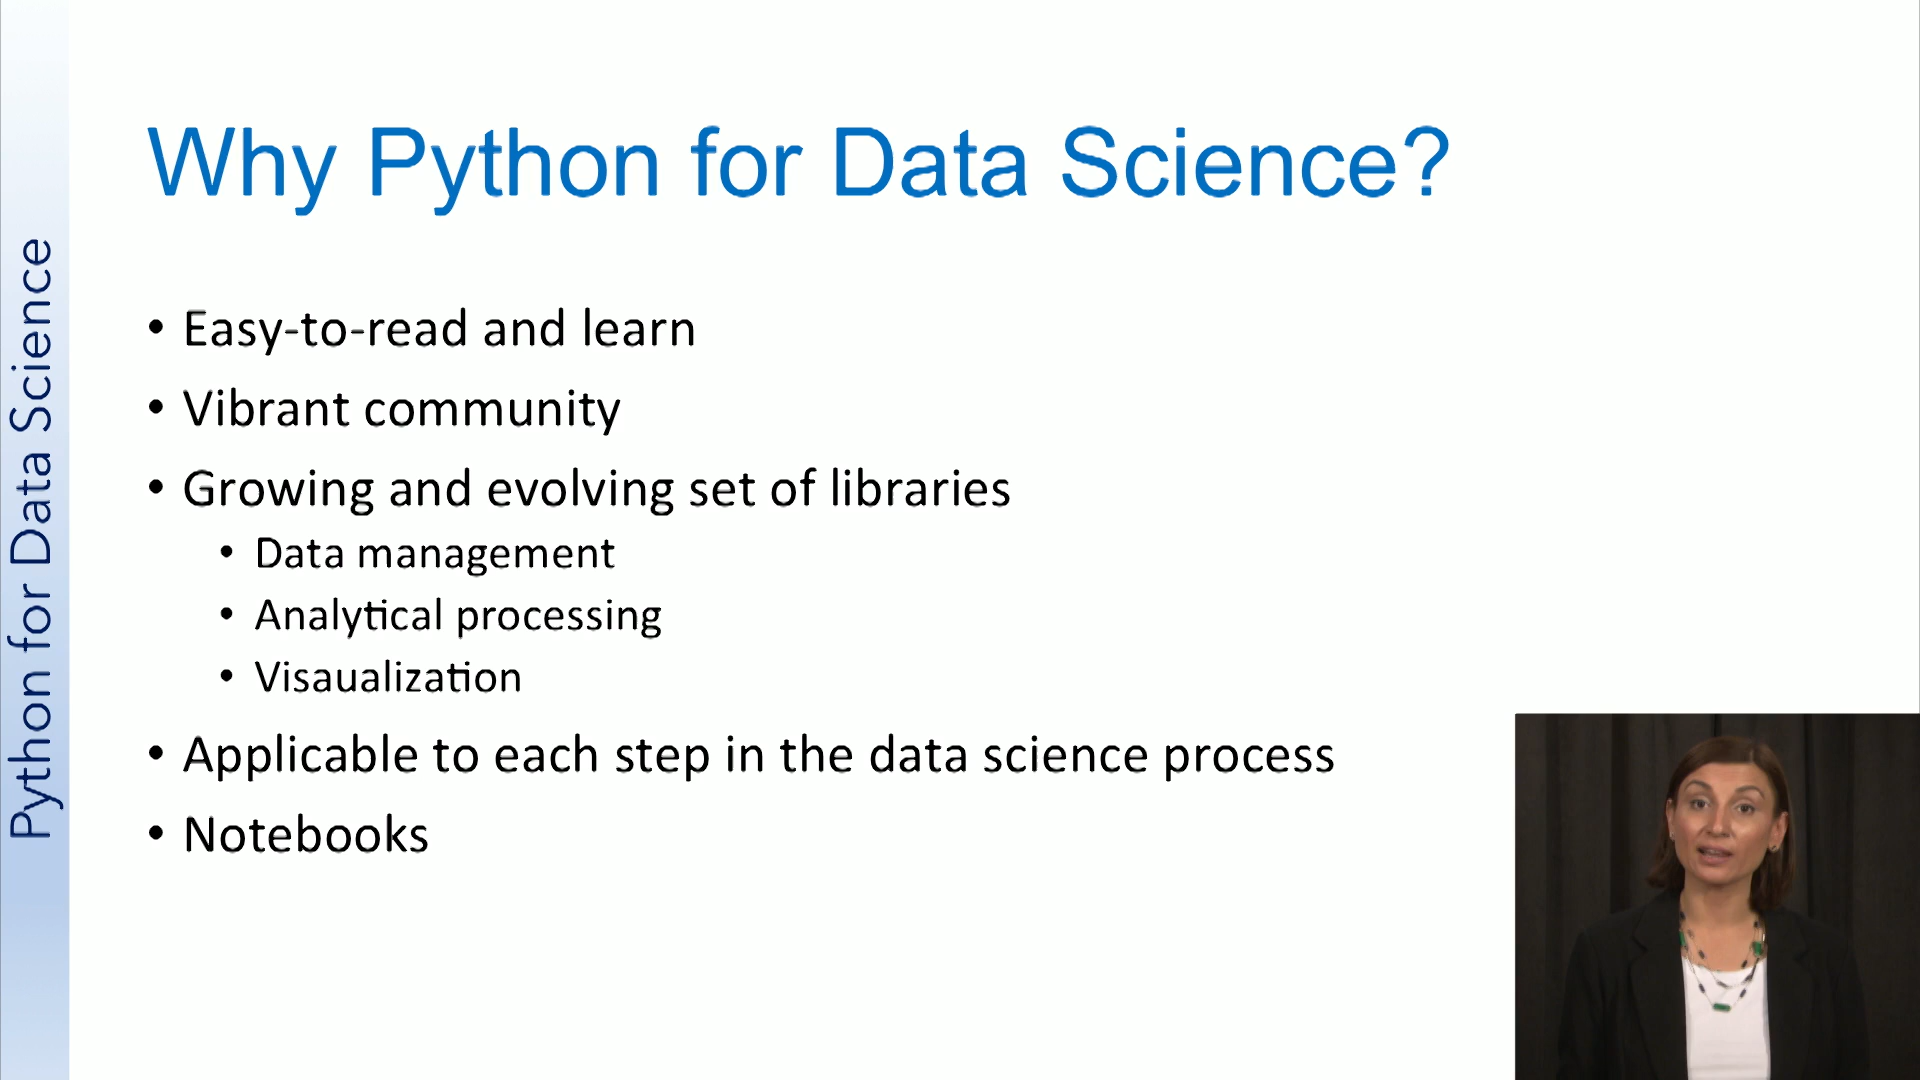 Python for Data Science
Why Python for Data Science?
• Easy-to-read and learn
• Vibrant community
• Growing and evolving set of libraries
• Data management
• Analytical processing
• Visaualization
• Applicable to each step in the data science process
• Notebooks